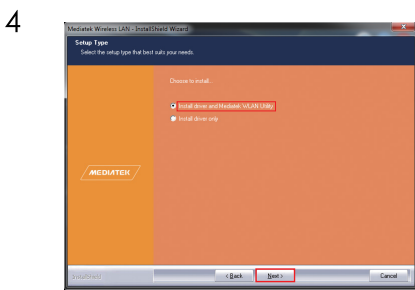 4
Mediatek Wireless LAN - InstallShield Wizard
Setup Type
Select the setup type that best suits your needs.
Choose to install...
Install driver and Mediatek WLAN Utility
Install driver only
MEDIATEK
InstallShield
< Back Next > Cancel